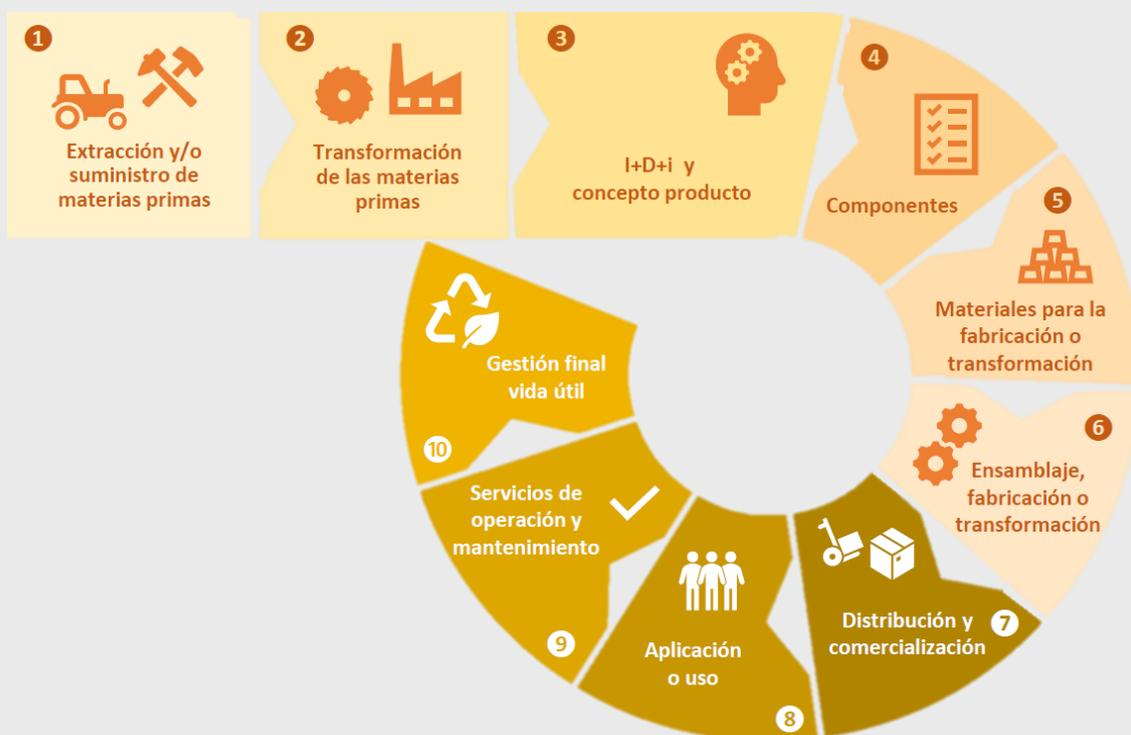 1
Extracción y/o
suministro de
materias primas
2
Transformación
de las materias
primas
3
I+D+i y
concepto producto
4
Componentes
5
Materiales para la
fabricación o
transformación
6
Ensamblaje,
fabricación o
transformación
7
Distribución y
comercialización
8
Aplicación
o uso
9
Servicios de
operación y
mantenimiento
10
Gestión final
vida útil